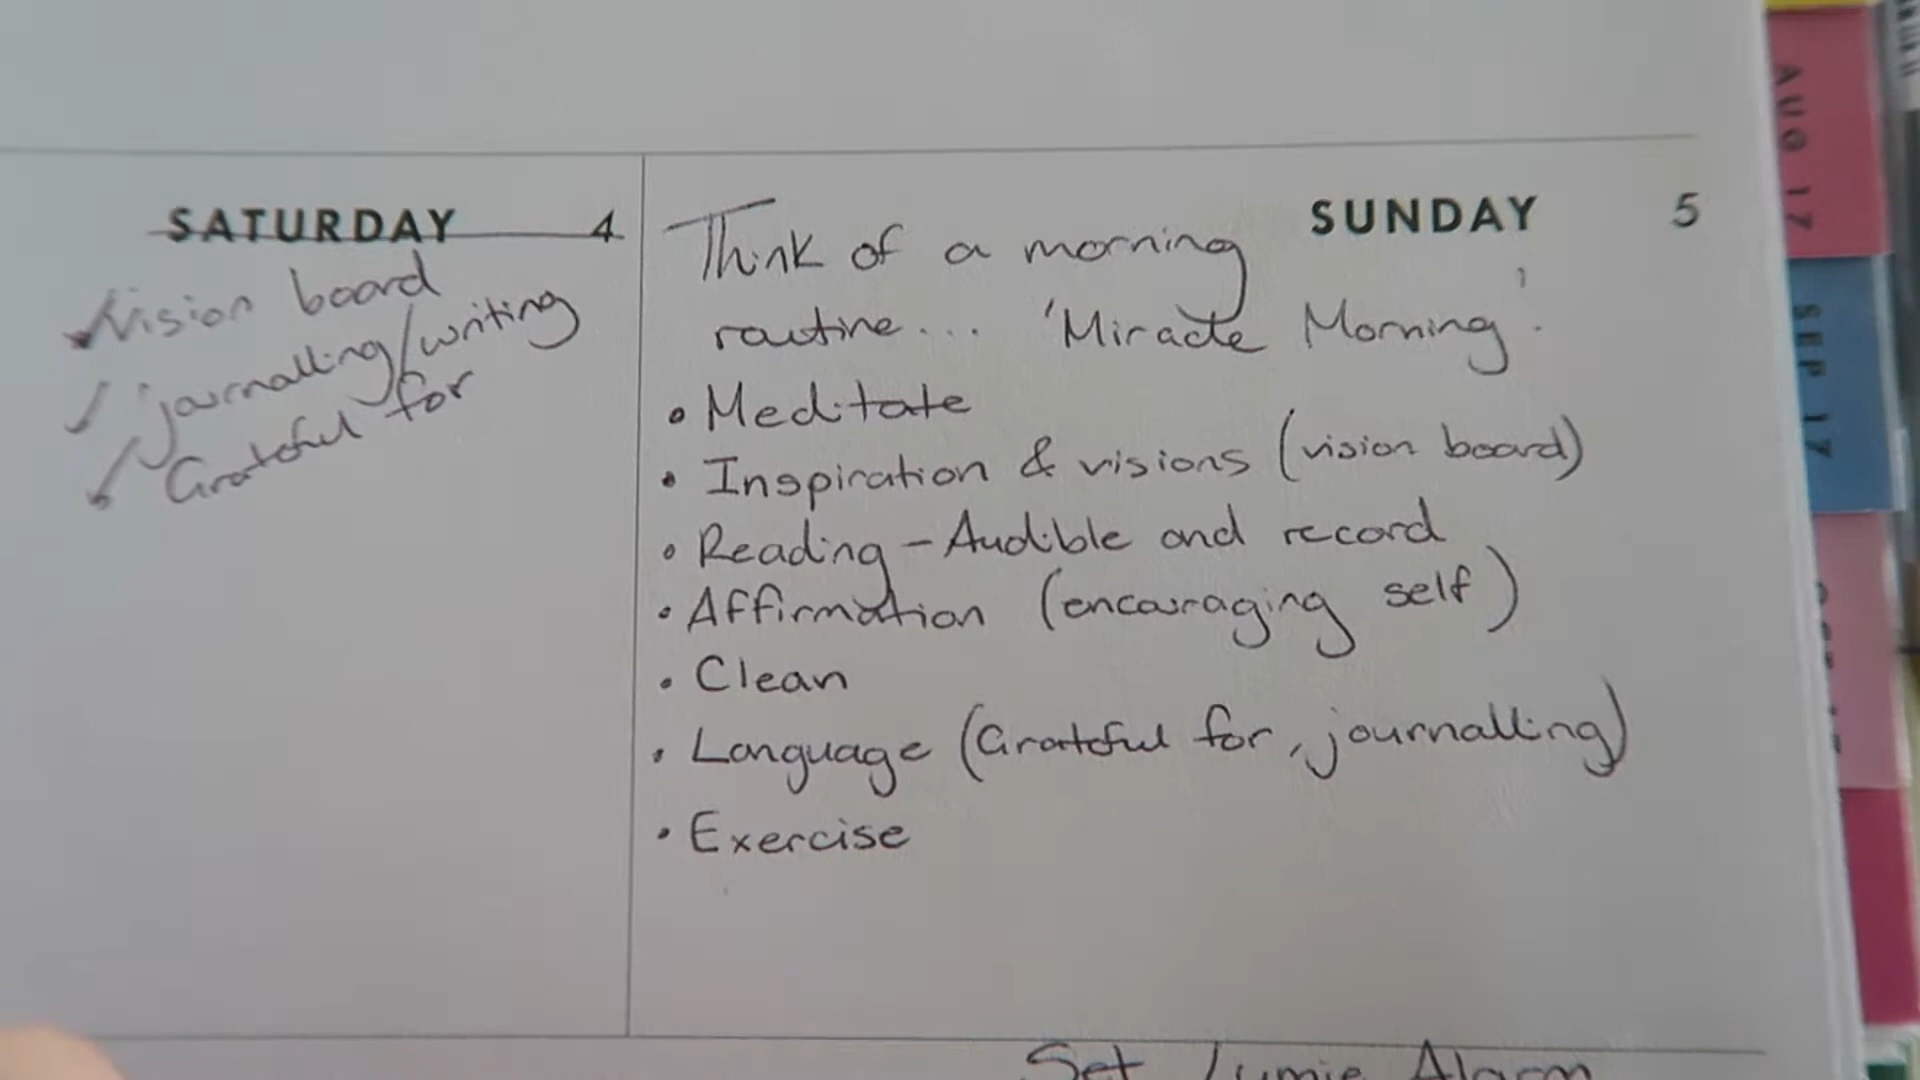 SATURDAY 4
Vision board
journalling/writing
Grateful for
SUNDAY 5
Think of a morning
routine... 'Miracle Morning'.
• Meditate
• Inspiration & visions (vision board)
• Reading - Audible and record
• Affirmation (encouraging self)
• Clean
• Language (Grateful for, journalling)
• Exercise
Set Lumie Alarm
AUG 17
SEP 17